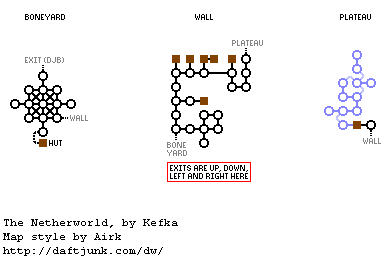 BONEYARD
WALL
PLATEAU
EXIT (DJB)
PLATEAU
WALL
HUT
WALL
BONE
YARD
EXITS ARE UP, DOWN,
LEFT AND RIGHT HERE
The Netherworld, by Kefka
Map style by Airk
http://daftjunk.com/dw/